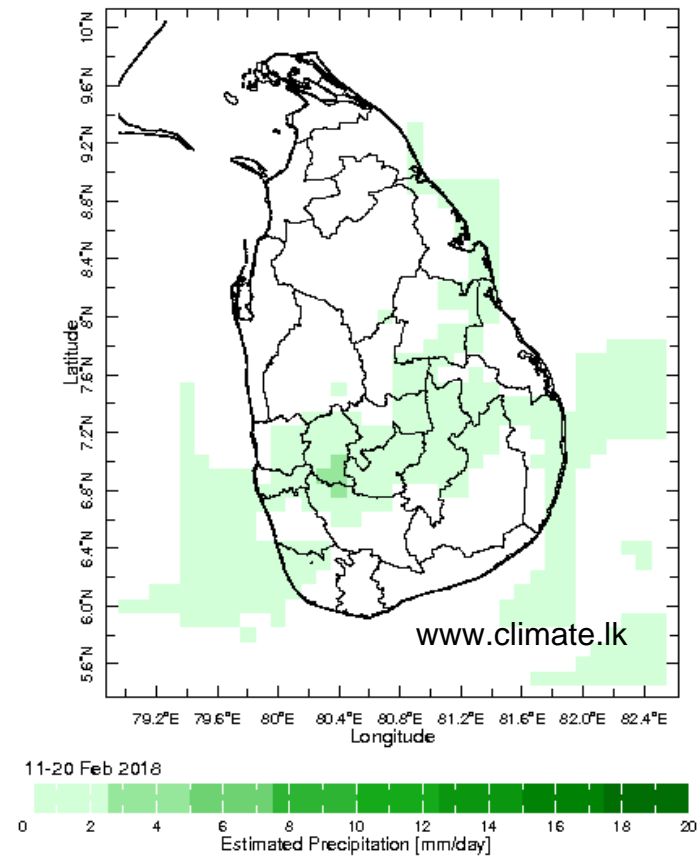 10°N
9.6°N
9.2°N
8.8°N
8.4°N
8°N
7.6°N
7.2°N
6.8°N
6.4°N
6.0°N
5.6°N
Latitude
www.climate.lk
79.2°E 79.6°E 80°E 80.4°E 80.8°E 81.2°E 81.6°E 82.0°E 82.4°E
Longitude
11-20 Feb 2018
0 2 4 6 8 10 12 14 16 18 20
Estimated Precipitation [mm/day]